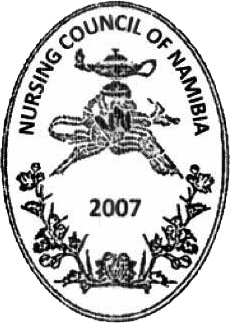 NURSING COUNCIL OF NAMIBIA
2007